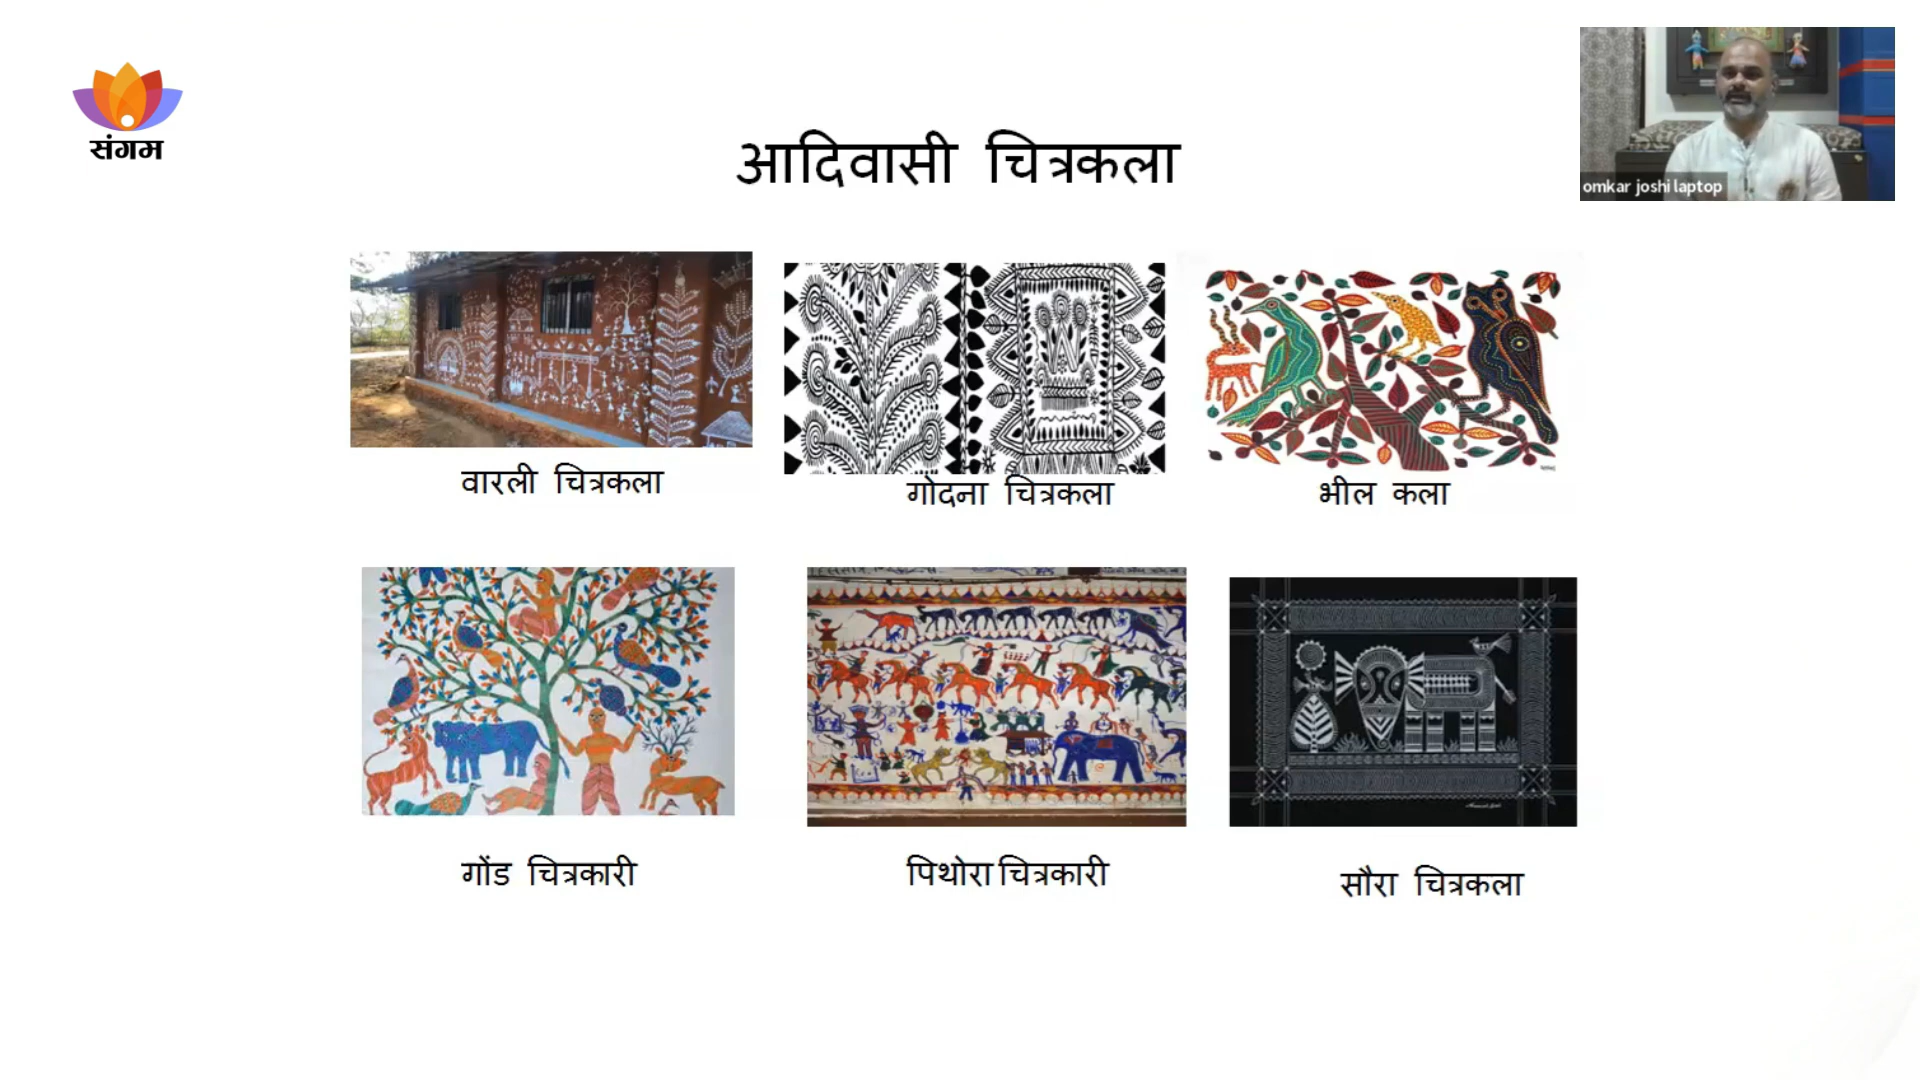 संगम
आदिवासी चित्रकला
omkar joshi laptop
वारली चित्रकला
गोदना चित्रकला
भील कला
गोंड चित्रकारी
पिथोरा चित्रकारी
सौरा चित्रकला